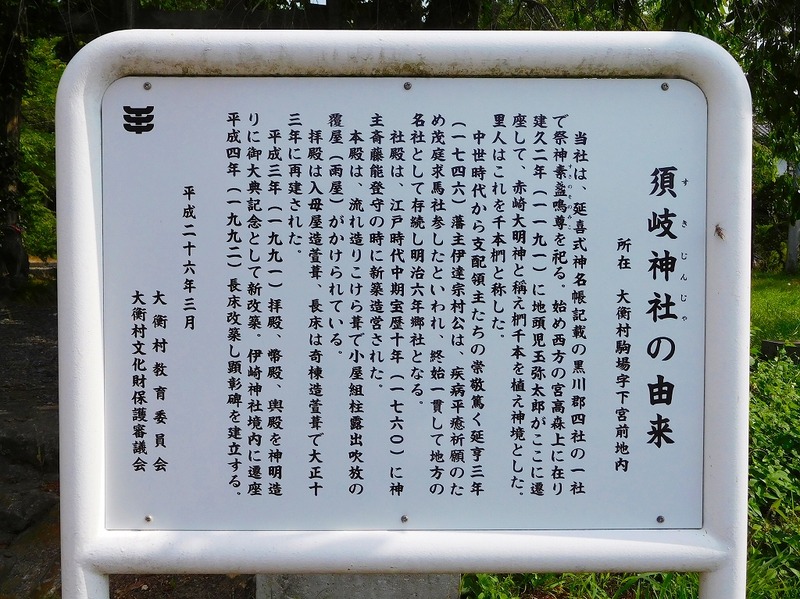 須岐神社の由来
すきじんじゃ
所在　大衡村駒場字下宮前地内
当社は、延喜式神名帳記載の黒川郡四社の一社
で祭神素盞嗚尊を祀る。始め西方の宮高森上に在り
建久二年（一一九一）に地頭児玉弥太郎がここに遷
座して、赤崎大明神と称え椚千本を植え神境とした。
里人はこれを千本椚と称した。
中世時代から支配領主たちの崇敬篤く延享三年
（一七四六）藩主伊達宗村公は、疾病平癒祈願のた
め茂庭求馬社参したといわれ、終始一貫して地方の
名社として存続し明治六年郷社となる。
社殿は、江戸時代中期宝歴十年（一七六〇）に神
主斎藤能登守の時に新築造営された。
本殿は、流れ造りこけら葺で小屋組柱露出吹放の
覆屋（雨屋）がかけられている。
拝殿は入母屋造萱葺、長床は奇棟造萱葺で大正十
三年に再建された。
平成三年（一九九一）拝殿、幣殿、輿殿を神明造
りに御大典記念として新改築。伊崎神社境内に遷座
平成四年（一九九二）長床改築し顕彰碑を建立する。
平成二十六年三月
大衡村教育委員会
大衡村文化財保護審議会